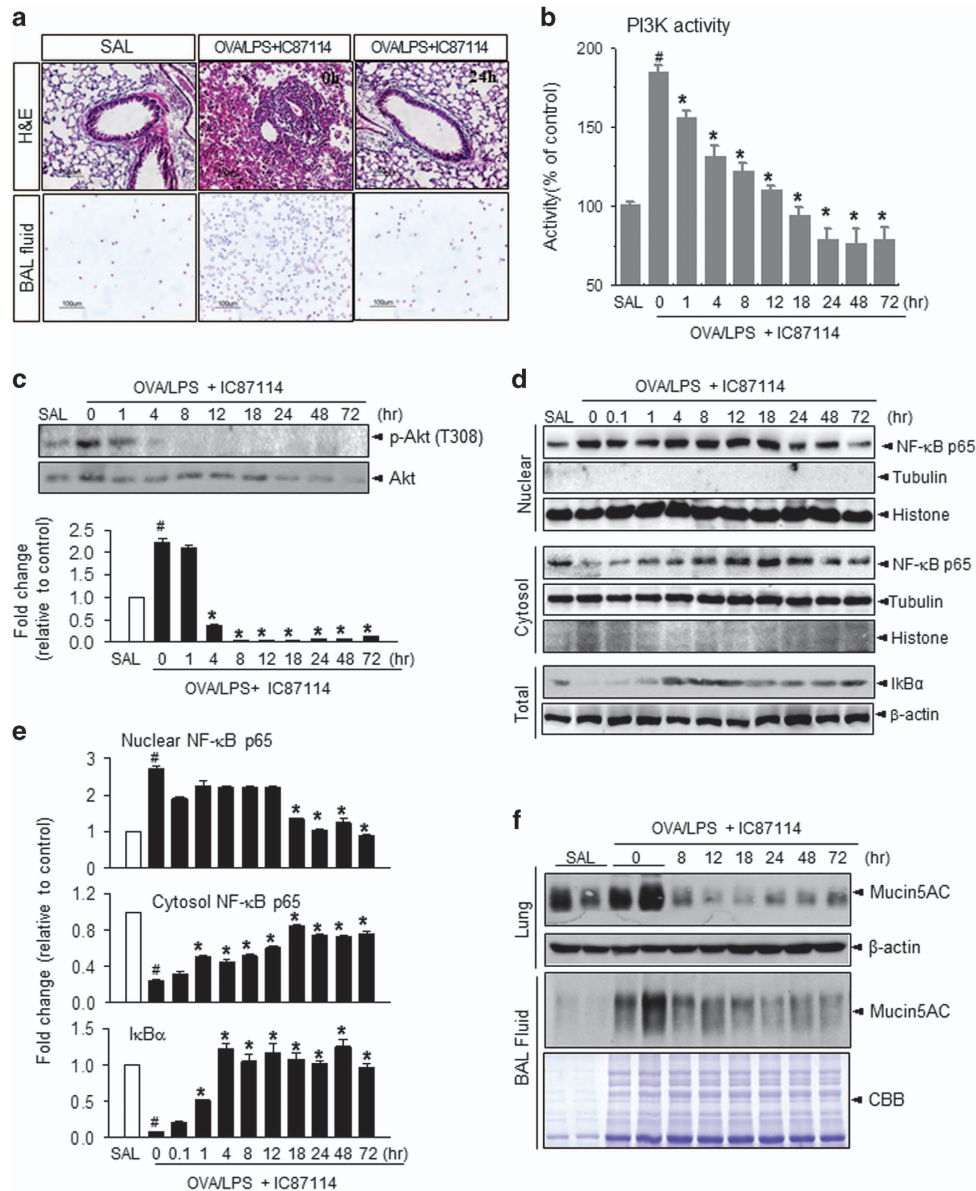 a
SAL
OVA/LPS+IC87114
OVA/LPS+IC87114
H&E
0h
24h
BAL fluid
100um
100um
100um
b
PI3K activity
Activity(% of control)
200
150
100
50
#
*
*
*
*
*
*
*
*
SAL 0 1 4 8 12 18 24 48 72 (hr)
OVA/LPS + IC87114
c
OVA/LPS + IC87114
SAL 0 1 4 8 12 18 24 48 72 (hr)
p-Akt (T308)
Akt
Fold change
(relative to control)
2.5
2.0
1.5
1.0
0.5
0.0
#
* * * * * * *
SAL 0 1 4 8 12 18 24 48 72 (hr)
OVA/LPS+ IC87114
d
OVA/LPS + IC87114
SAL 0 0.1 1 4 8 12 18 24 48 72 (hr)
Nuclear
NF-κB p65
Tubulin
Histone
Cytosol
NF-κB p65
Tubulin
Histone
Total
IkBα
β-actin
e
Fold change (relative to control)
Nuclear NF-κB p65
3
2
1
0
#
* * * *
Cytosol NF-κB p65
1.2
0.8
0.4
0.0
#
* * * * * * * *
IκBα
1.5
1.0
0.5
0.0
#
* * * * * * * *
SAL 0 0.1 1 4 8 12 18 24 48 72 (hr)
OVA/LPS + IC87114
f
OVA/LPS + IC87114
SAL 0 8 12 18 24 48 72 (hr)
Lung
Mucin5AC
β-actin
BAL Fluid
Mucin5AC
CBB